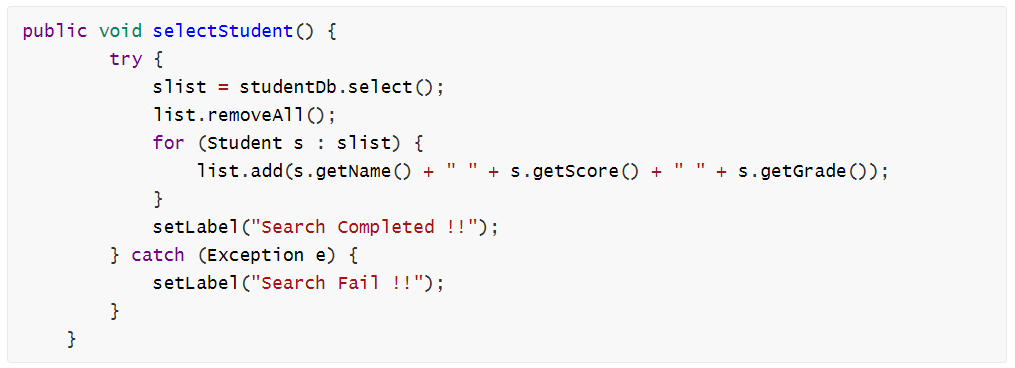 public void selectStudent() {
        try {
            slist = studentDb.select();
            list.removeAll();
            for (Student s : slist) {
                list.add(s.getName() + " " + s.getScore() + " " + s.getGrade());
            }
            setLabel("Search Completed !!");
        } catch (Exception e) {
            setLabel("Search Fail !!");
        }
    }